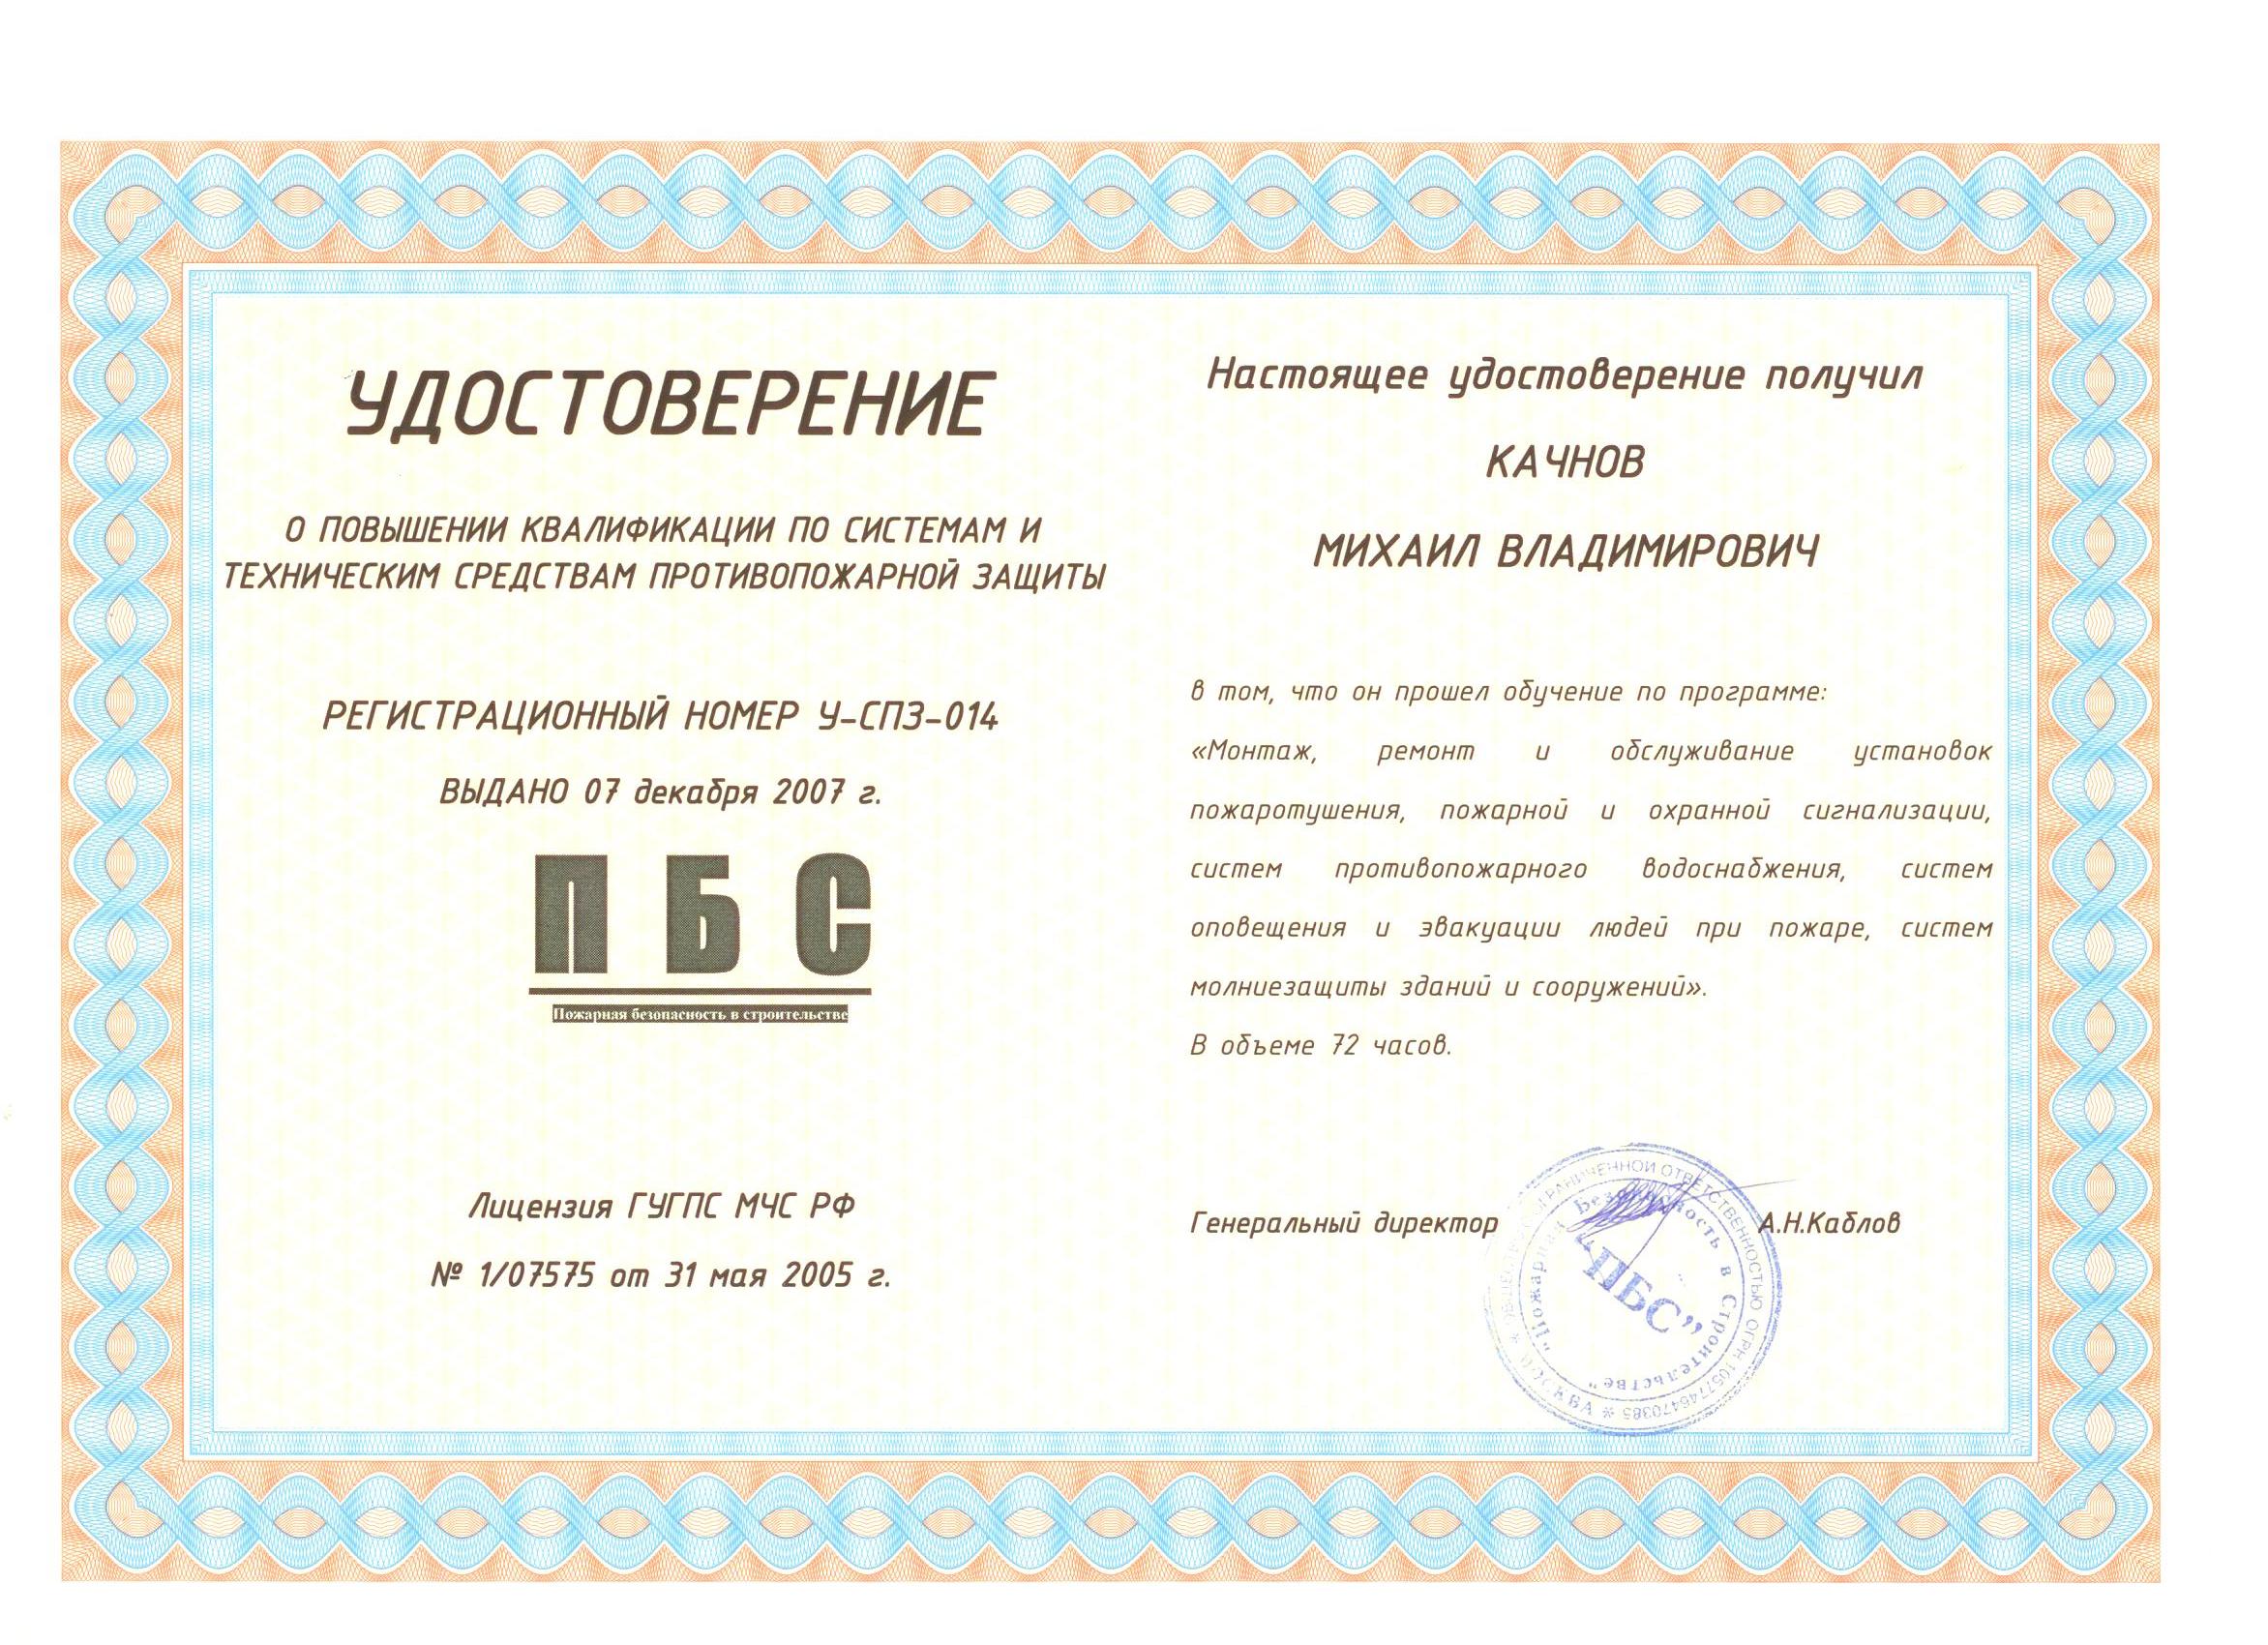 УДОСТОВЕРЕНИЕ
О ПОВЫШЕНИИ КВАЛИФИКАЦИИ ПО СИСТЕМАМ И
ТЕХНИЧЕСКИМ СРЕДСТВАМ ПРОТИВОПОЖАРНОЙ ЗАЩИТЫ
РЕГИСТРАЦИОННЫЙ НОМЕР У-СПЗ-014
ВЫДАНО 07 декабря 2007 г.
ПБС
Пожарная безопасность в строительстве
Лицензия ГУГПС МЧС РФ
№ 1/07575 от 31 мая 2005 г.
Настоящее удостоверение получил
КАЧНОВ
МИХАИЛ ВЛАДИМИРОВИЧ
в том, что он прошел обучение по программе:
«Монтаж, ремонт и обслуживание установок
пожаротушения, пожарной и охранной сигнализации,
систем противопожарного водоснабжения, систем
оповещения и эвакуации людей при пожаре, систем
молниезащиты зданий и сооружений».
В объеме 72 часов.
Генеральный директор А.Н.Каблов
ОТВЕТСТВЕННОСТЬЮ ОГРН 1057746470385 * МОСКВА *
"Пожарная Безопасность в Строительстве"
"ПБС"